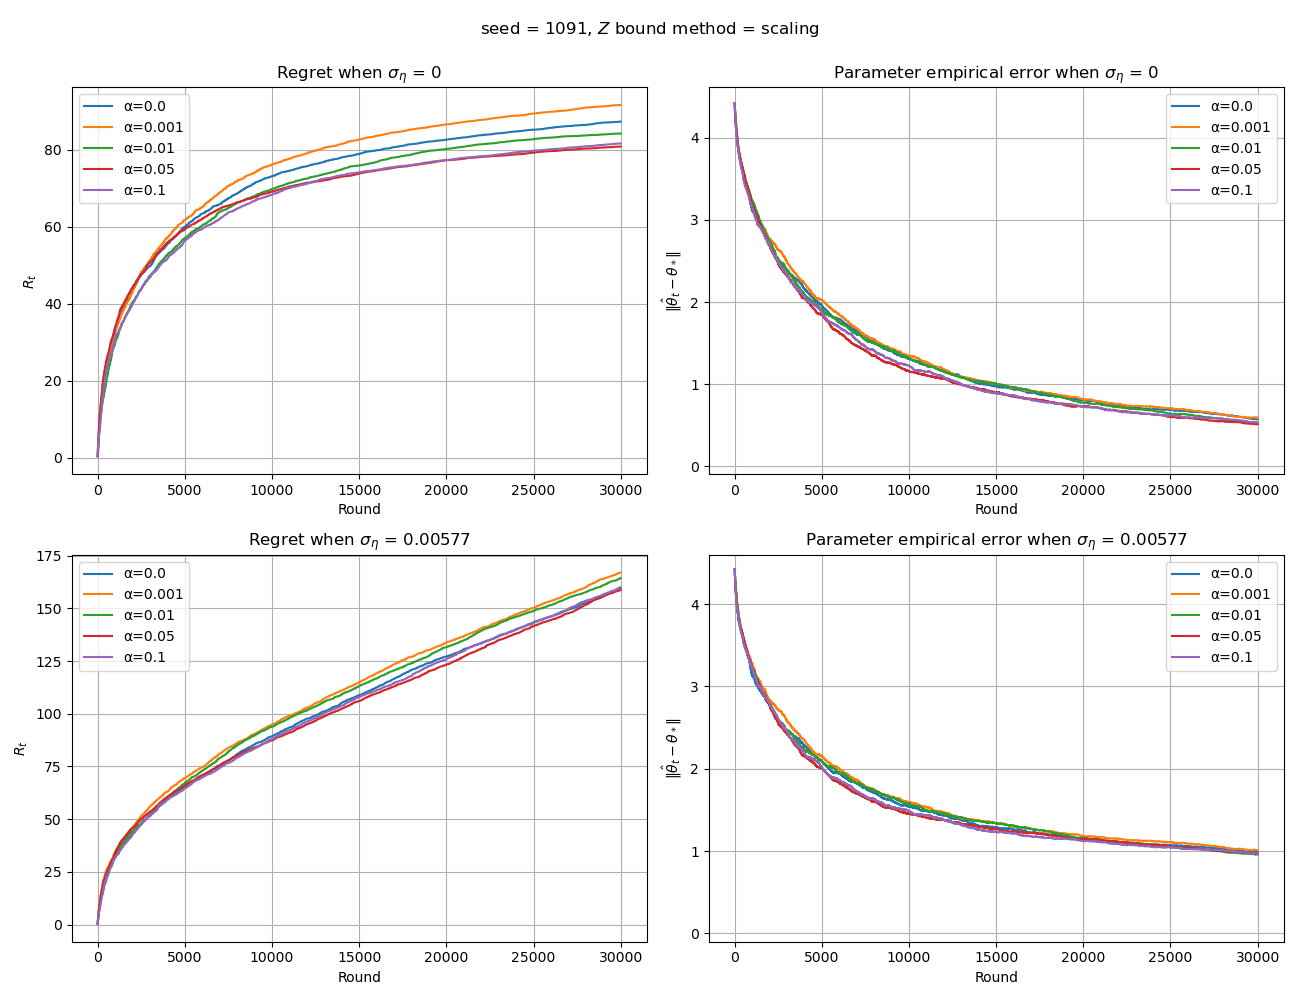 seed = 1091, Z bound method = scaling
Regret when σ_η = 0
80
60
40
20
0
R_t
α=0.0
α=0.001
α=0.01
α=0.05
α=0.1
0 5000 10000 15000 20000 25000 30000
Round
Parameter empirical error when σ_η = 0
4
3
2
1
0
‖θ̂_t − θ_*‖
α=0.0
α=0.001
α=0.01
α=0.05
α=0.1
0 5000 10000 15000 20000 25000 30000
Round
Regret when σ_η = 0.00577
175
150
125
100
75
50
25
0
R_t
α=0.0
α=0.001
α=0.01
α=0.05
α=0.1
0 5000 10000 15000 20000 25000 30000
Round
Parameter empirical error when σ_η = 0.00577
4
3
2
1
0
‖θ̂_t − θ_*‖
α=0.0
α=0.001
α=0.01
α=0.05
α=0.1
0 5000 10000 15000 20000 25000 30000
Round